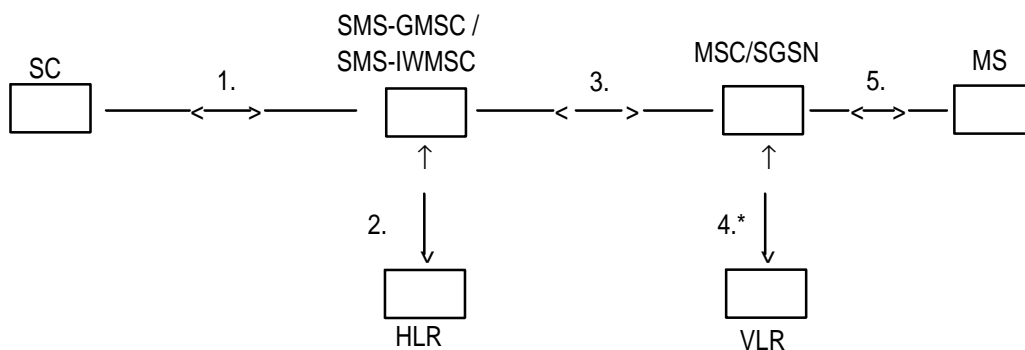 SMS-GMSC /
SMS-IWMSC
MSC/SGSN
MS
SC
1.
3.
5.
2.
4.*
HLR
VLR